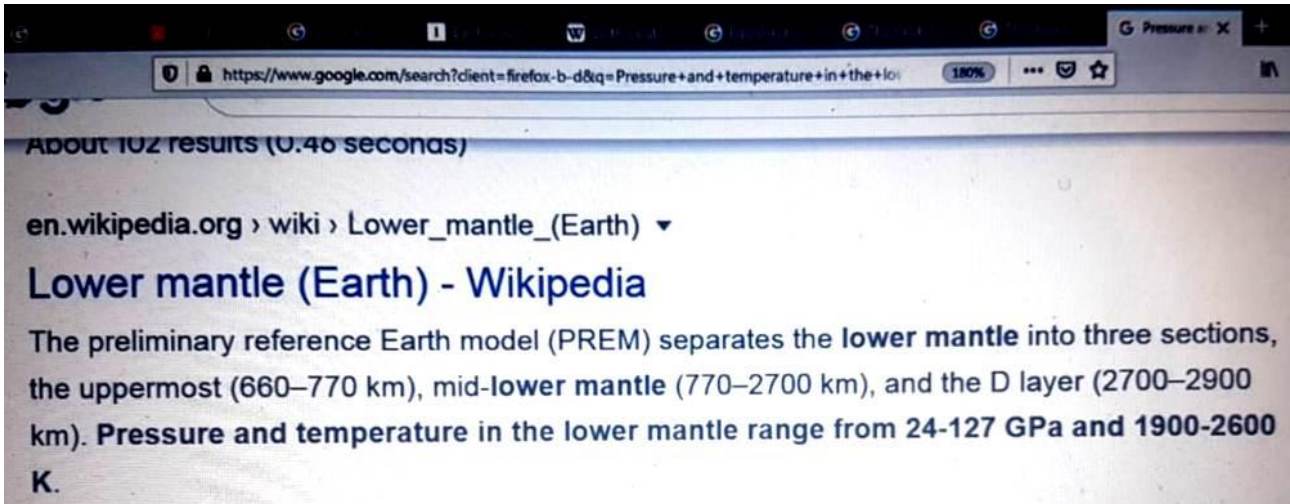 G Pressure a
https://www.google.com/search?client=firefox-b-d&q=Pressure+and+temperature+in+the+lo
180%
About 102 results (0.46 seconds)
en.wikipedia.org › wiki › Lower_mantle_(Earth)
Lower mantle (Earth) - Wikipedia
The preliminary reference Earth model (PREM) separates the lower mantle into three sections,
the uppermost (660–770 km), mid-lower mantle (770–2700 km), and the D layer (2700–2900
km). Pressure and temperature in the lower mantle range from 24-127 GPa and 1900-2600
K.